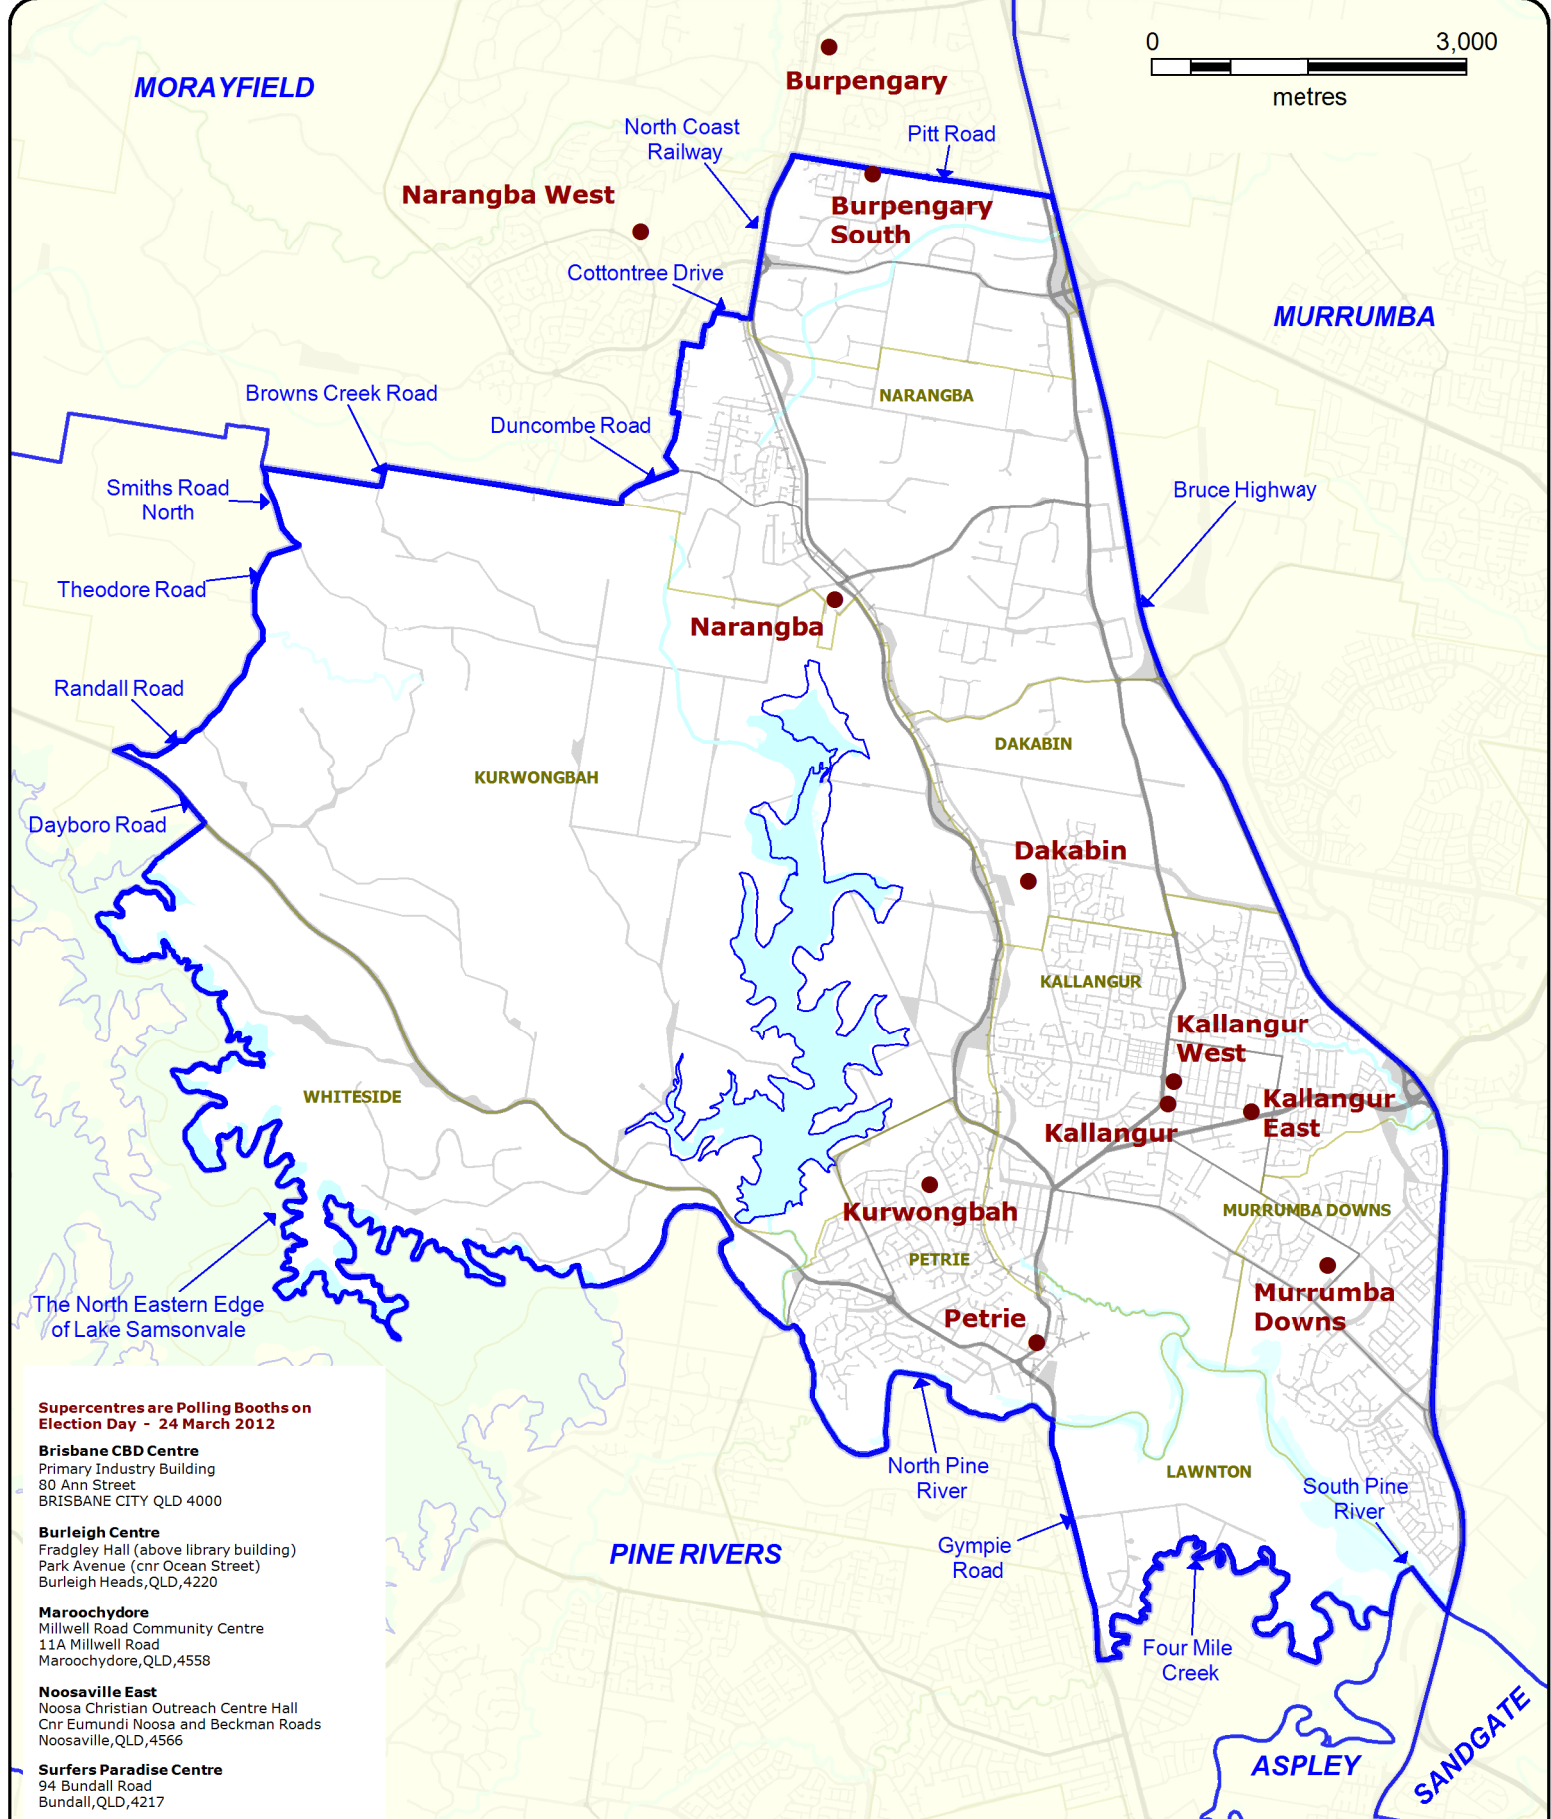 0 3,000
metres
Burpengary
MORAYFIELD
North Coast
Railway
Pitt Road
Narangba West
Burpengary
South
Cottontree Drive
MURRUMBA
Browns Creek Road
NARANGBA
Duncombe Road
Smiths Road
North
Bruce Highway
Theodore Road
Narangba
Randall Road
DAKABIN
KURWONGBAH
Dayboro Road
Dakabin
KALLANGUR
Kallangur
West
WHITESIDE
Kallangur
East
Kallangur
Kurwongbah
MURRUMBA DOWNS
PETRIE
Murrumba
Downs
The North Eastern Edge
of Lake Samsonvale
Petrie
North Pine
River
LAWNTON
South Pine
River
Gympie
Road
PINE RIVERS
Four Mile
Creek
ASPLEY
SANDGATE
Supercentres are Polling Booths on
Election Day - 24 March 2012
Brisbane CBD Centre
Primary Industry Building
80 Ann Street
BRISBANE CITY QLD 4000
Burleigh Centre
Fradgley Hall (above library building)
Park Avenue (cnr Ocean Street)
Burleigh Heads,QLD,4220
Maroochydore
Millwell Road Community Centre
11A Millwell Road
Maroochydore,QLD,4558
Noosaville East
Noosa Christian Outreach Centre Hall
Cnr Eumundi Noosa and Beckman Roads
Noosaville,QLD,4566
Surfers Paradise Centre
94 Bundall Road
Bundall,QLD,4217